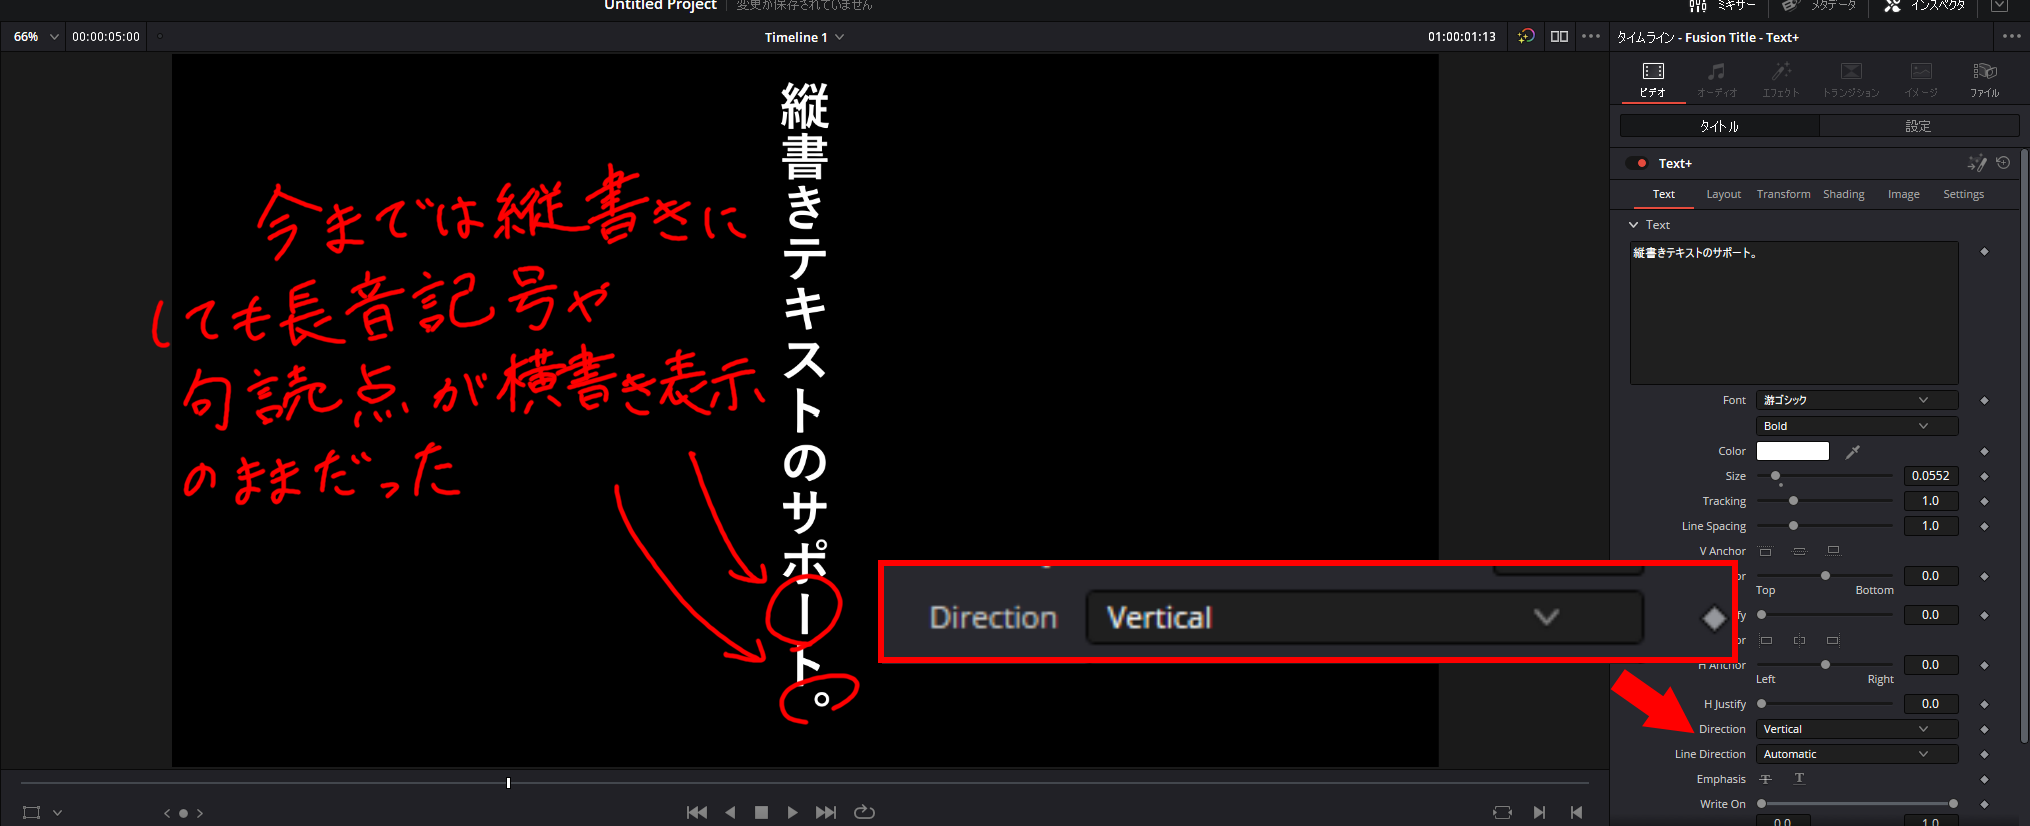 Untitled Project
変更が保存されていません
ミキサー
メタデータ
インスペクタ
66%
00:00:05:00
Timeline 1
01:00:01:13
タイムライン - Fusion Title - Text+
ビデオ
オーディオ
エフェクト
トランジション
イメージ
ファイル
タイトル
設定
Text+
Text
Layout
Transform
Shading
Image
Settings
Text
縦書きテキストのサポート。
縦書きテキストのサポート。
今までは縦書きに
しても長音記号や
句読点が横書き表示
のままだった
Font
游ゴシック
Bold
Color
Size
0.0552
Tracking
1.0
Line Spacing
1.0
V Anchor
0.0
Top
Bottom
0.0
H Anchor
0.0
Left
Right
H Justify
0.0
Direction
Vertical
Direction
Vertical
Line Direction
Automatic
Emphasis
Write On
0.0
1.0